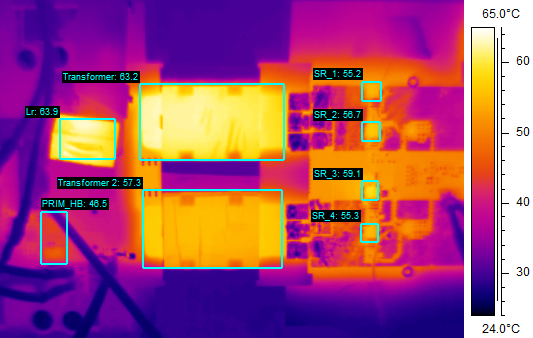 65.0°C
Transformer: 63.2
SR_1: 55.2
60
Lr: 63.9
SR_2: 56.7
50
SR_3: 59.1
Transformer 2: 57.3
PRIM_HB: 46.5
40
SR_4: 55.3
30
24.0°C